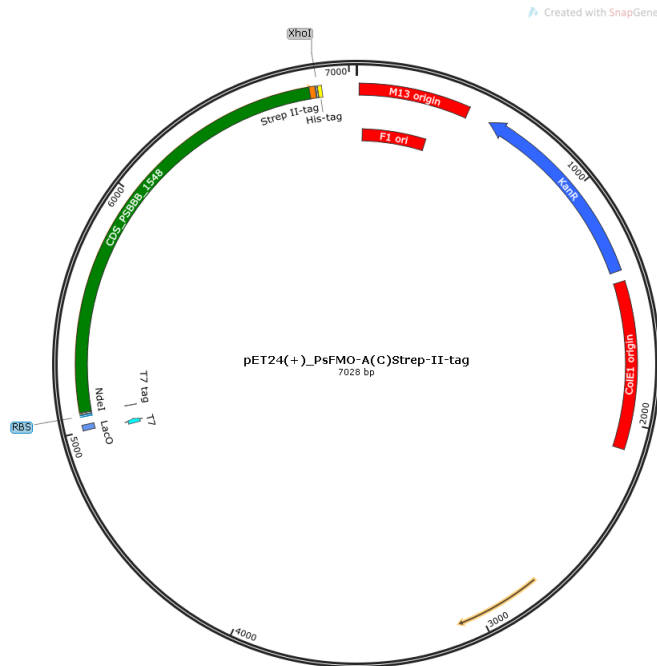 Created with SnapGene
XhoI
7000
M13 origin
Strep II-tag
His-tag
F1 ori
1000
KanR
6000
CDS_PSBBB_1548
pET24(+)_PsFMO-A(C)Strep-II-tag
7028 bp
ColE1 origin
T7 tag
NdeI
T7
RBS
LacO
2000
5000
3000
4000